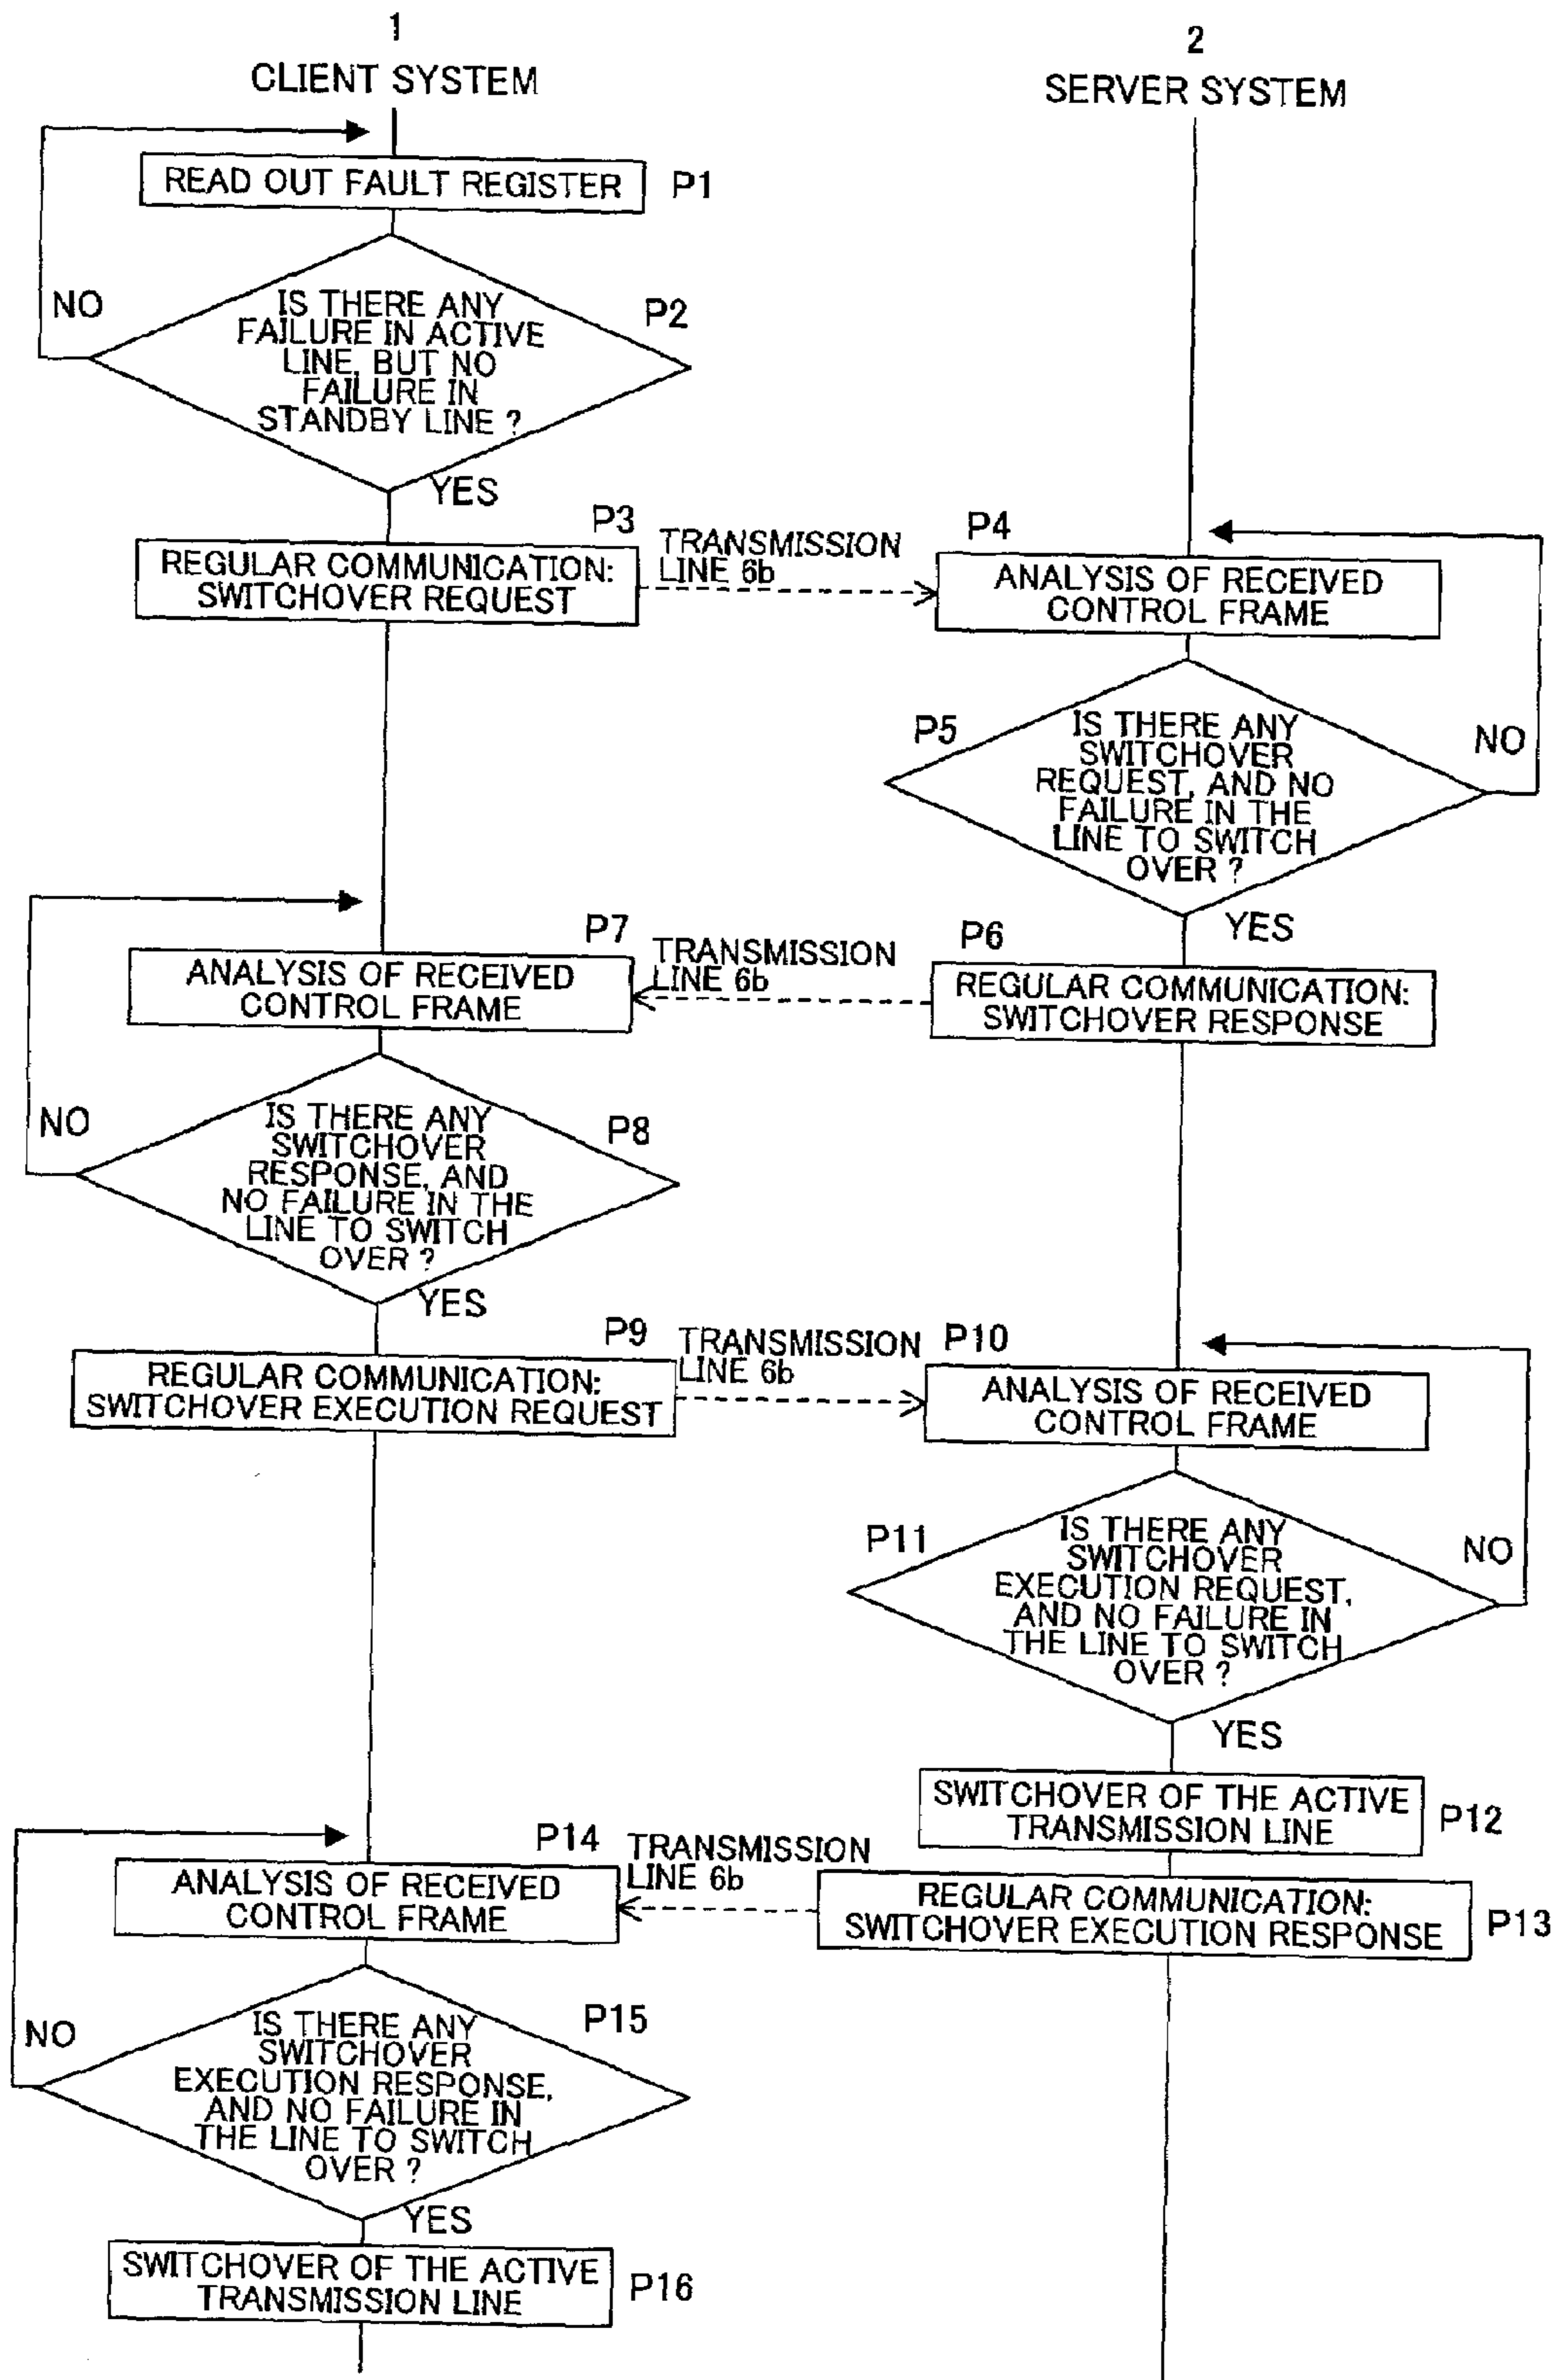 1
CLIENT SYSTEM
2
SERVER SYSTEM
READ OUT FAULT REGISTER
P1
NO
IS THERE ANY
FAILURE IN ACTIVE
LINE, BUT NO
FAILURE IN
STANDBY LINE ?
P2
YES
P3
REGULAR COMMUNICATION:
SWITCHOVER REQUEST
TRANSMISSION
LINE 6b
P4
ANALYSIS OF RECEIVED
CONTROL FRAME
P5
IS THERE ANY
SWITCHOVER
REQUEST, AND NO
FAILURE IN THE
LINE TO SWITCH
OVER ?
NO
YES
P6
REGULAR COMMUNICATION:
SWITCHOVER RESPONSE
TRANSMISSION
LINE 6b
P7
ANALYSIS OF RECEIVED
CONTROL FRAME
NO
IS THERE ANY
SWITCHOVER
RESPONSE, AND
NO FAILURE IN THE
LINE TO SWITCH
OVER ?
P8
YES
P9
REGULAR COMMUNICATION:
SWITCHOVER EXECUTION REQUEST
TRANSMISSION
LINE 6b
P10
ANALYSIS OF RECEIVED
CONTROL FRAME
P11
IS THERE ANY
SWITCHOVER
EXECUTION REQUEST,
AND NO FAILURE IN
THE LINE TO SWITCH
OVER ?
NO
YES
SWITCHOVER OF THE ACTIVE
TRANSMISSION LINE
P12
REGULAR COMMUNICATION:
SWITCHOVER EXECUTION RESPONSE
P13
TRANSMISSION
LINE 6b
P14
ANALYSIS OF RECEIVED
CONTROL FRAME
NO
IS THERE ANY
SWITCHOVER
EXECUTION RESPONSE,
AND NO FAILURE IN
THE LINE TO SWITCH
OVER ?
P15
YES
SWITCHOVER OF THE ACTIVE
TRANSMISSION LINE
P16